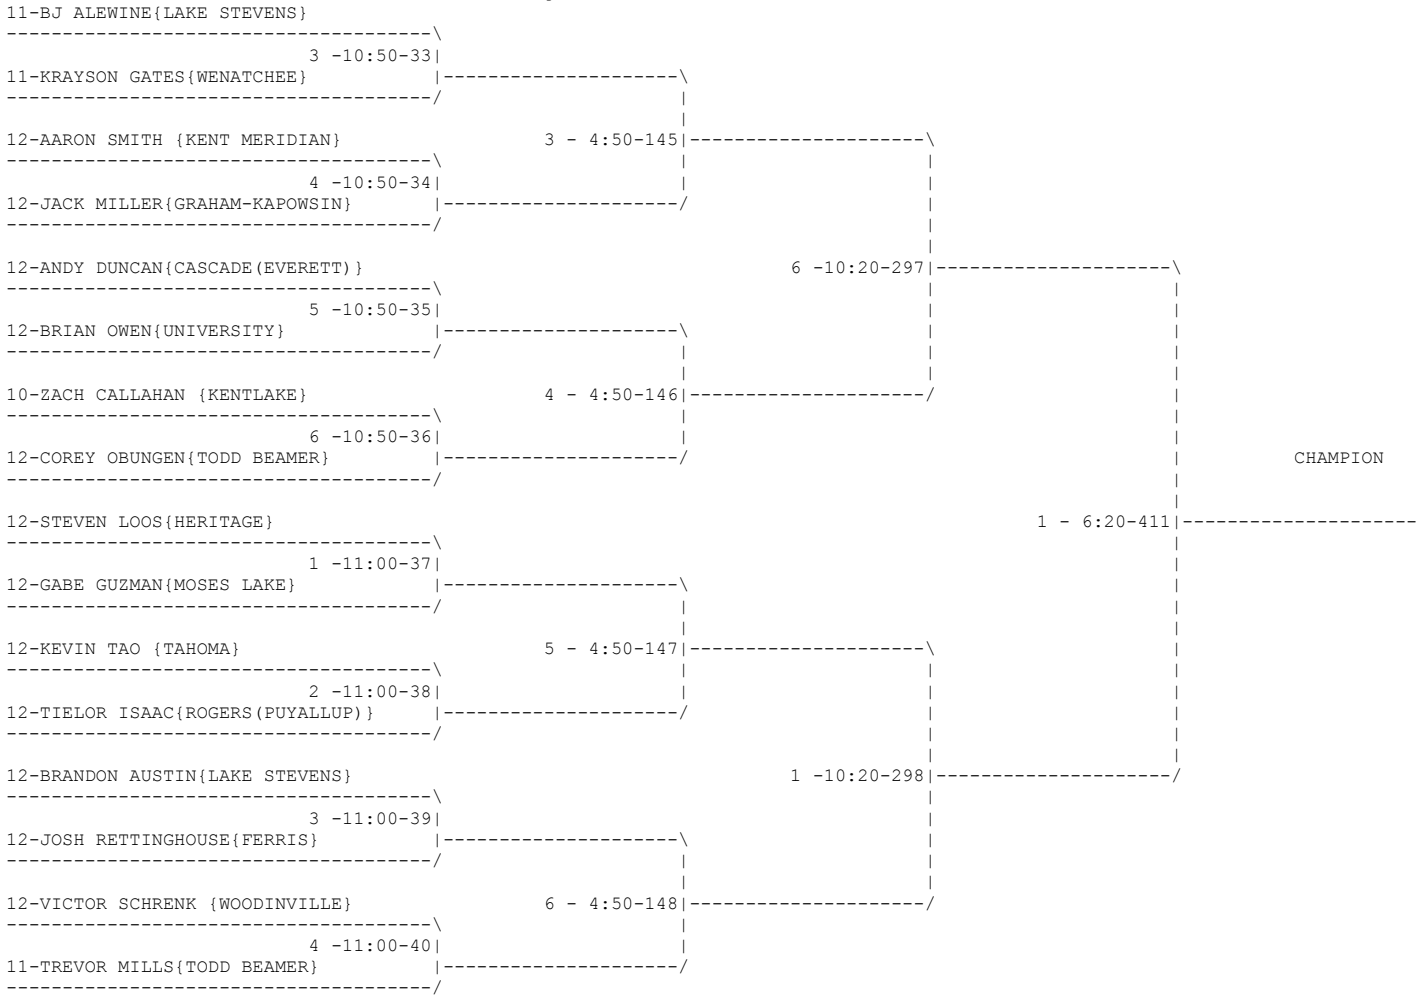 11-BJ ALEWINE{LAKE STEVENS}
3 -10:50-33
11-KRAYSON GATES{WENATCHEE}
12-AARON SMITH {KENT MERIDIAN} 3 - 4:50-145
4 -10:50-34
12-JACK MILLER{GRAHAM-KAPOWSIN}
12-ANDY DUNCAN{CASCADE(EVERETT)} 6 -10:20-297
5 -10:50-35
12-BRIAN OWEN{UNIVERSITY}
10-ZACH CALLAHAN {KENTLAKE} 4 - 4:50-146
6 -10:50-36
12-COREY OBUNGEN{TODD BEAMER} CHAMPION
12-STEVEN LOOS{HERITAGE} 1 - 6:20-411
1 -11:00-37
12-GABE GUZMAN{MOSES LAKE}
12-KEVIN TAO {TAHOMA} 5 - 4:50-147
2 -11:00-38
12-TIELOR ISAAC{ROGERS(PUYALLUP)}
12-BRANDON AUSTIN{LAKE STEVENS} 1 -10:20-298
3 -11:00-39
12-JOSH RETTINGHOUSE{FERRIS}
12-VICTOR SCHRENK {WOODINVILLE} 6 - 4:50-148
4 -11:00-40
11-TREVOR MILLS{TODD BEAMER}